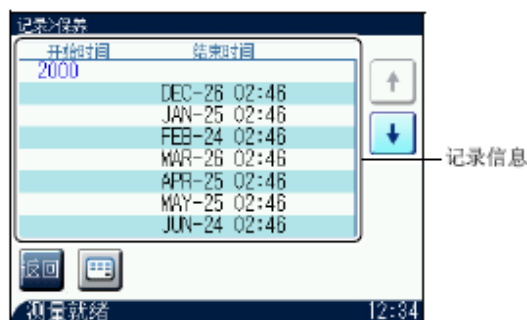 记录>保养
开始时间 结束时间
2000
DEC-26 02:46
JAN-25 02:46
FEB-24 02:46
MAR-26 02:46
APR-25 02:46
MAY-25 02:46
JUN-24 02:46
记录信息
返回
测量就绪 12:34